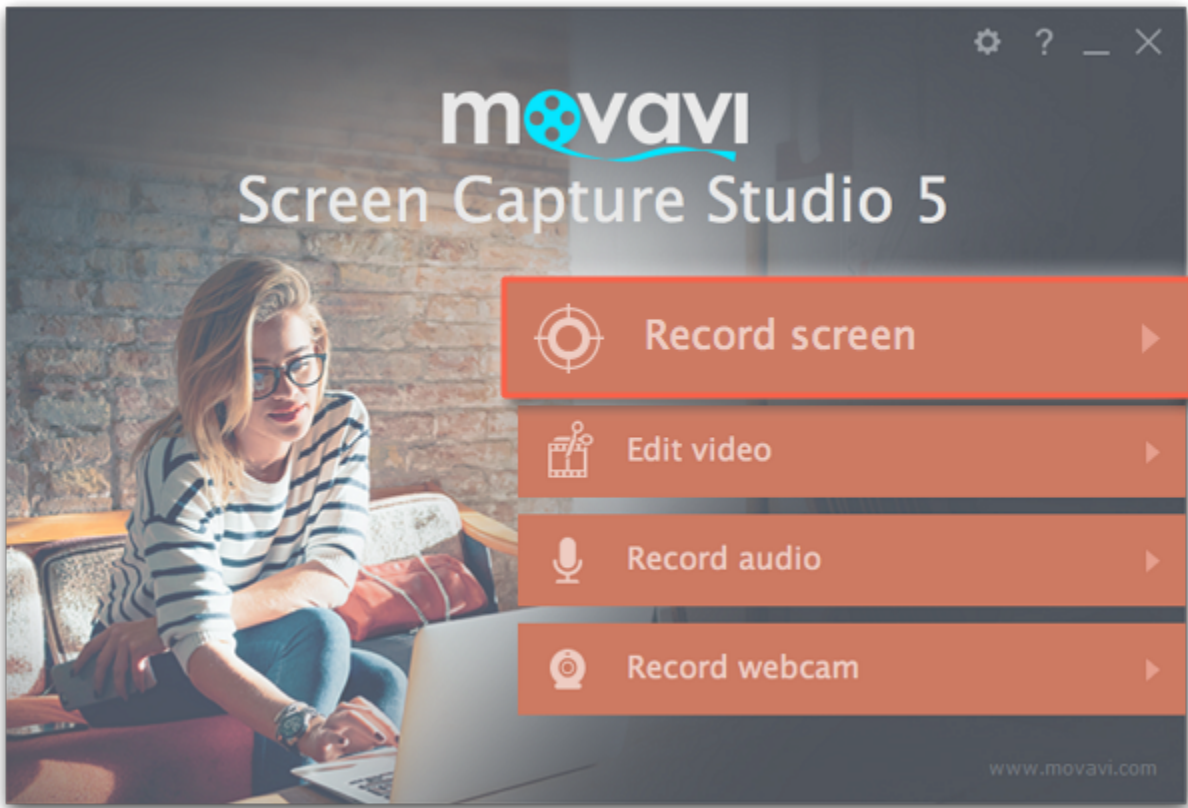 ?
movavi
Screen Capture Studio 5
Record screen
Edit video
Record audio
Record webcam
www.movavi.com